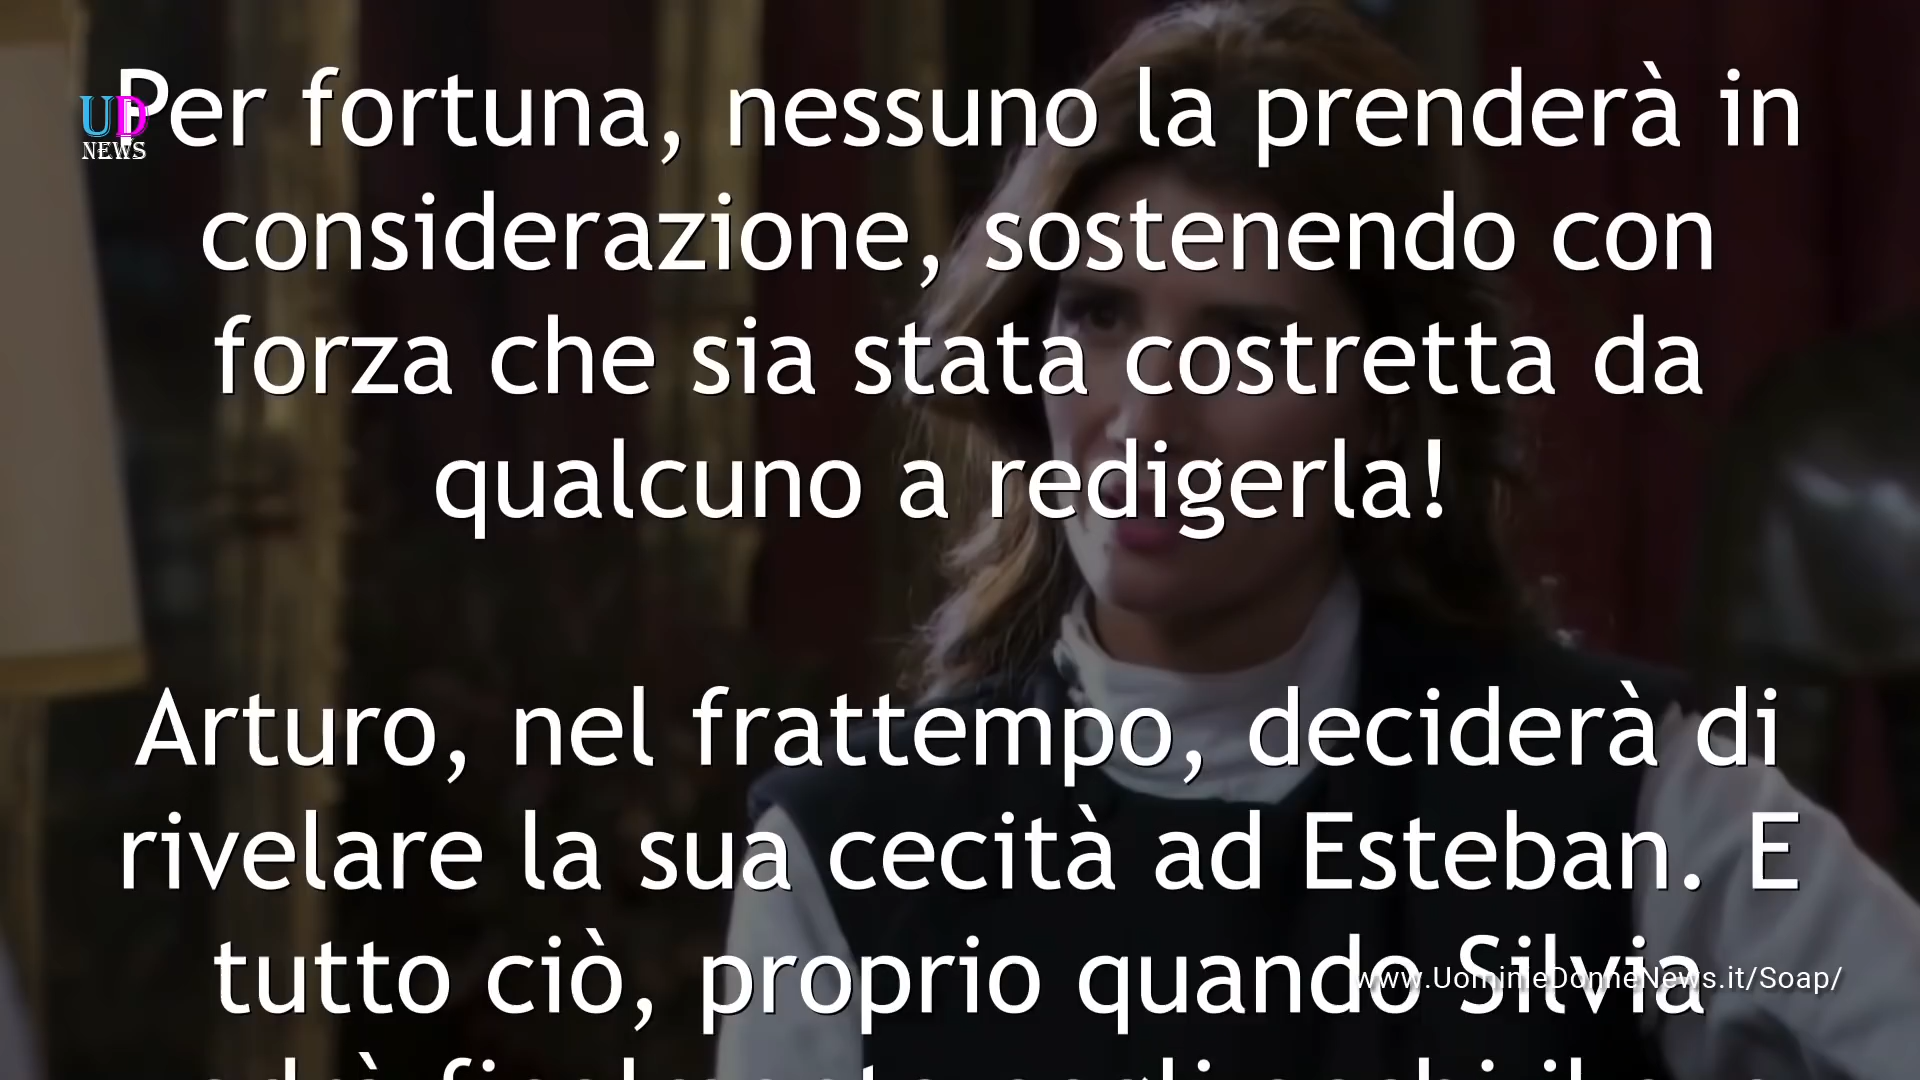 UD
NEWS
Per fortuna, nessuno la prenderà in
considerazione, sostenendo con
forza che sia stata costretta da
qualcuno a redigerla!
Arturo, nel frattempo, deciderà di
rivelare la sua cecità ad Esteban. E
tutto ciò, proprio quando Silvia
www.UominieDonneNews.it/Soap/